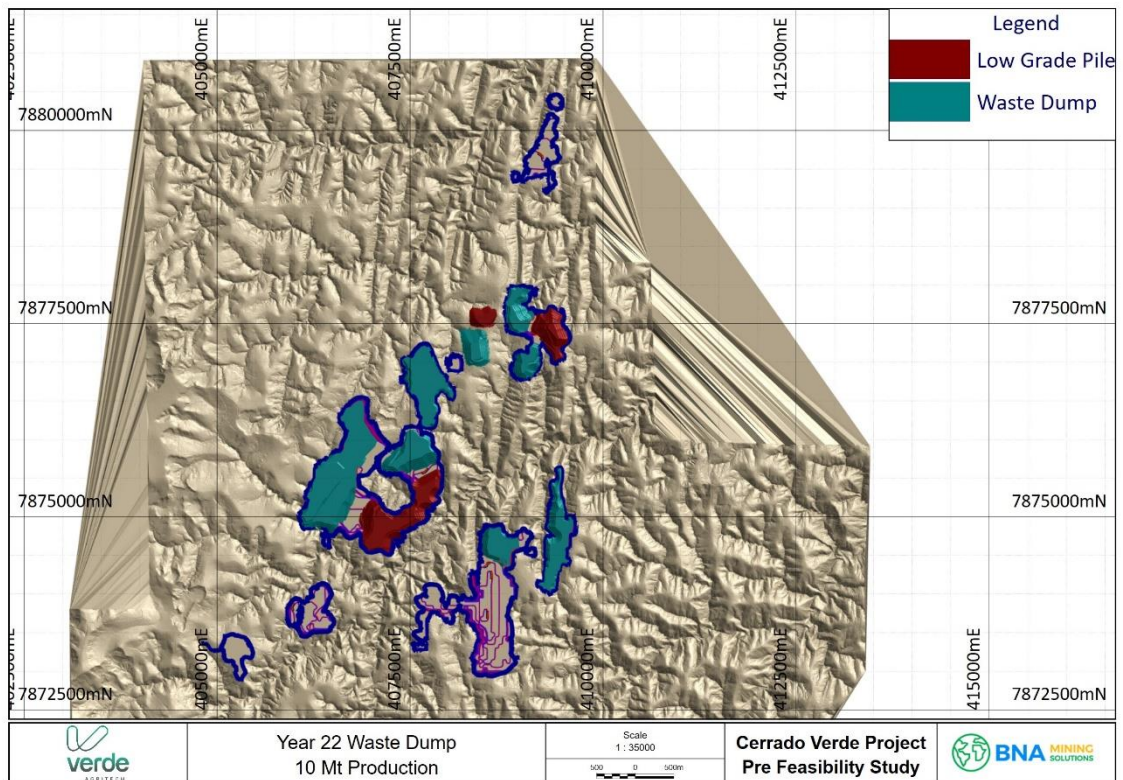 Legend
Low Grade Pile
Waste Dump
405000mE
407500mE
410000mE
412500mE
7880000mN
7877500mN
7877500mN
7875000mN
7875000mN
7872500mN
7872500mN
405000mE
407500mE
410000mE
412500mE
415000mE
verde
AGRITECH
Year 22 Waste Dump
10 Mt Production
Scale
1 : 35000
500 0 500m
Cerrado Verde Project
Pre Feasibility Study
BNA MINING
SOLUTIONS